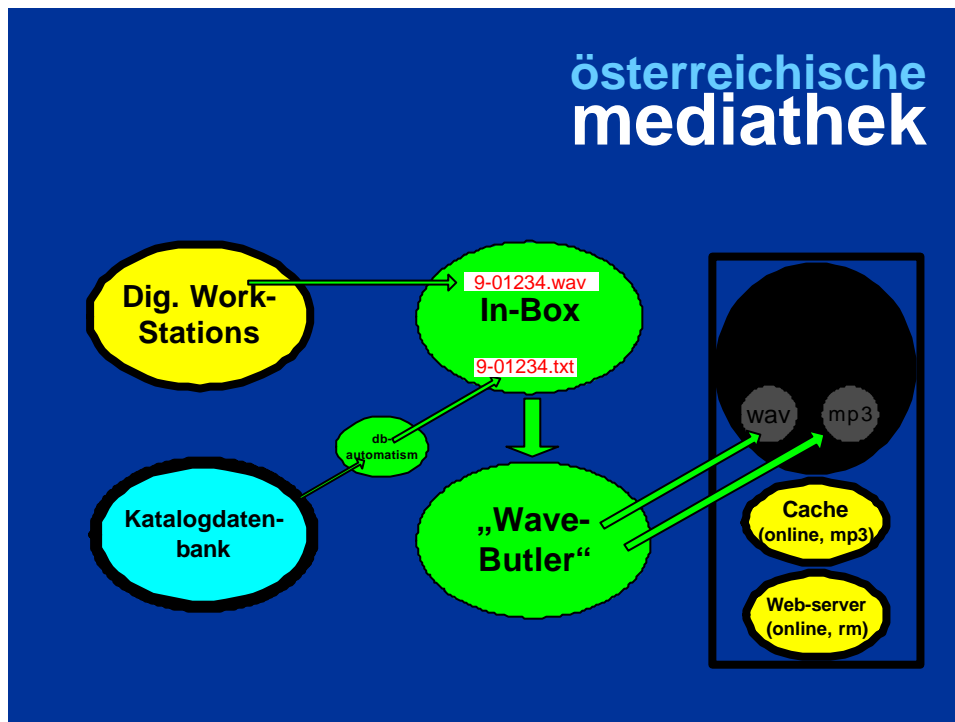 österreichische
mediathek
Dig. Work-
Stations
9-01234.wav
In-Box
9-01234.txt
db-
automatism
Katalogdaten-
bank
„Wave-
Butler“
wav
mp3
Cache
(online, mp3)
Web-server
(online, rm)